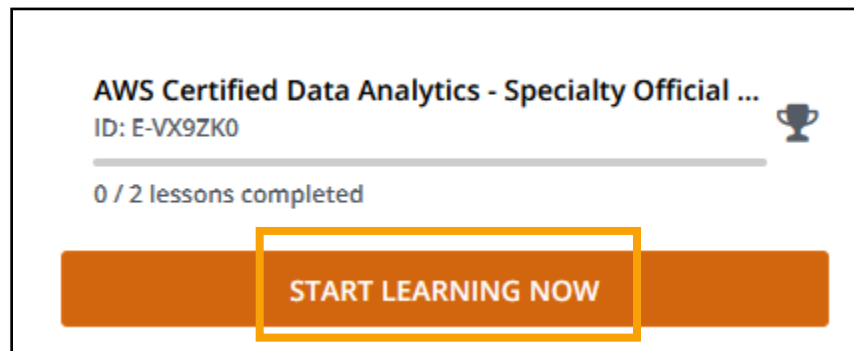 AWS Certified Data Analytics - Specialty Official ...
ID: E-VX9ZK0
0 / 2 lessons completed
START LEARNING NOW